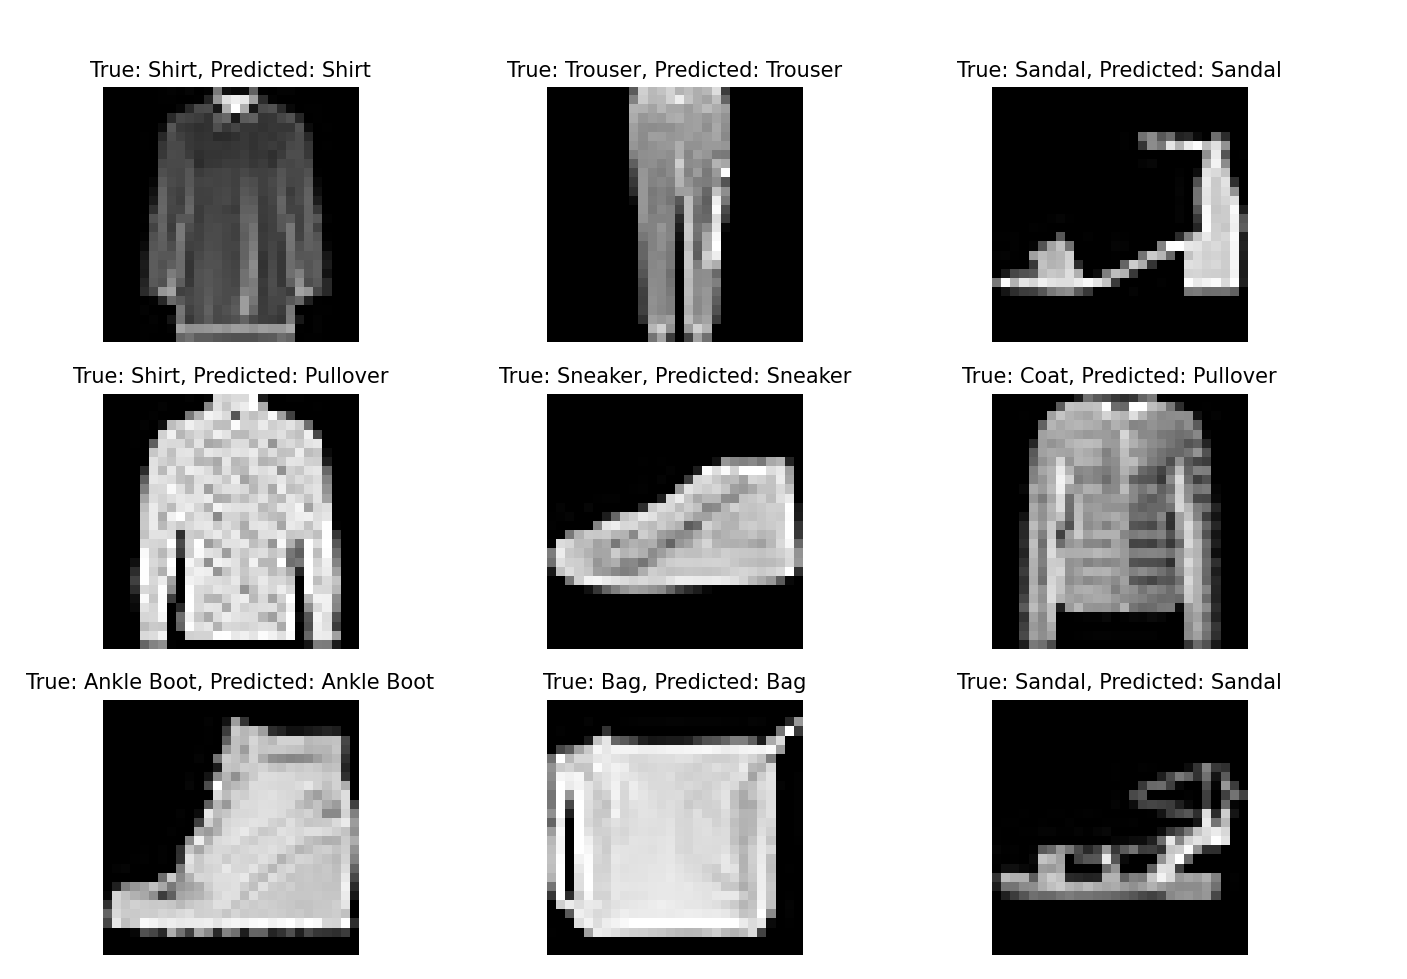 True: Shirt, Predicted: Shirt
True: Trouser, Predicted: Trouser
True: Sandal, Predicted: Sandal
True: Shirt, Predicted: Pullover
True: Sneaker, Predicted: Sneaker
True: Coat, Predicted: Pullover
True: Ankle Boot, Predicted: Ankle Boot
True: Bag, Predicted: Bag
True: Sandal, Predicted: Sandal